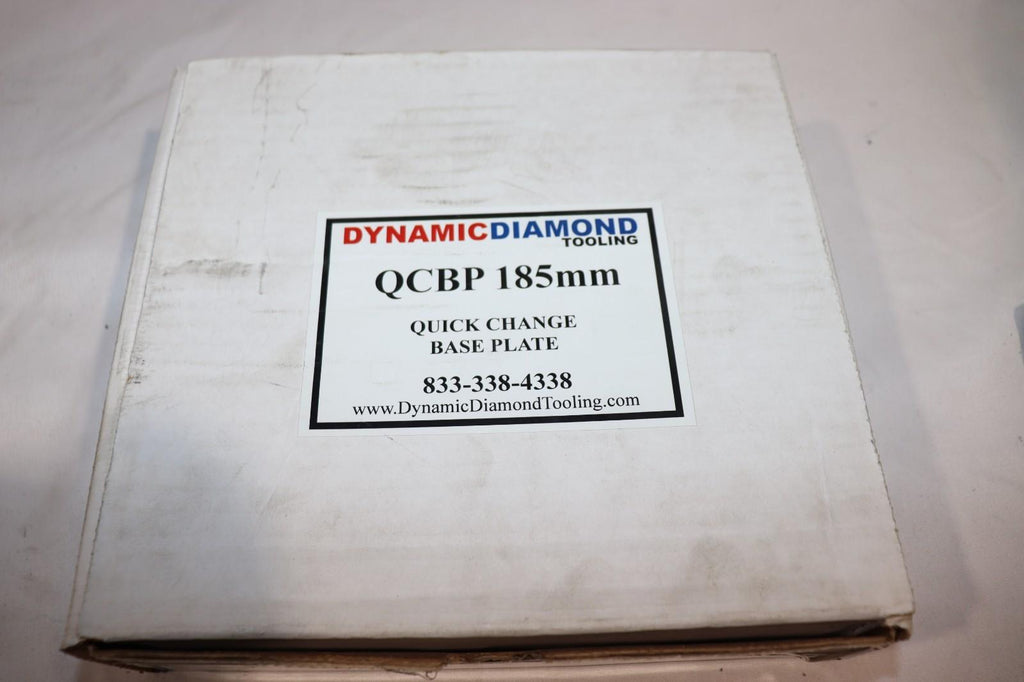 DYNAMICDIAMOND
TOOLING
QCBP 185mm
QUICK CHANGE
BASE PLATE
833-338-4338
www.DynamicDiamondTooling.com